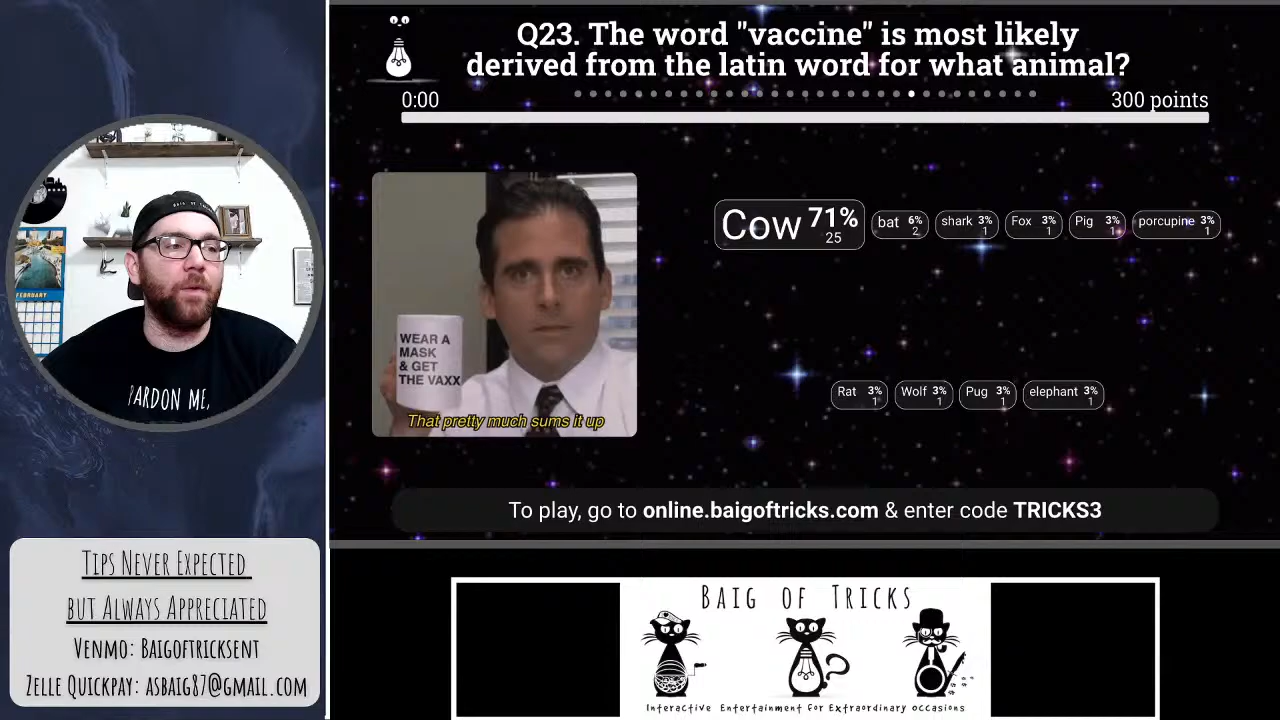 Q23. The word "vaccine" is most likely
derived from the latin word for what animal?
0:00
300 points
WEAR A
MASK
& GET
THE VAXX
That pretty much sums it up
Cow 71% 25
bat 6% 2
shark 3% 1
Fox 3% 1
Pig 3% 1
porcupine 3% 1
Rat 3% 1
Wolf 3% 1
Pug 3% 1
elephant 3% 1
To play, go to online.baigoftricks.com & enter code TRICKS3
FEBRUARY
PARDON ME,
TIPS NEVER EXPECTED
BUT ALWAYS APPRECIATED
VENMO: BAIGOFTRICKSENT
ZELLE QUICKPAY: ASBAIG87@GMAIL.COM
BAIG OF TRICKS
Interactive Entertainment for Extraordinary Occasions